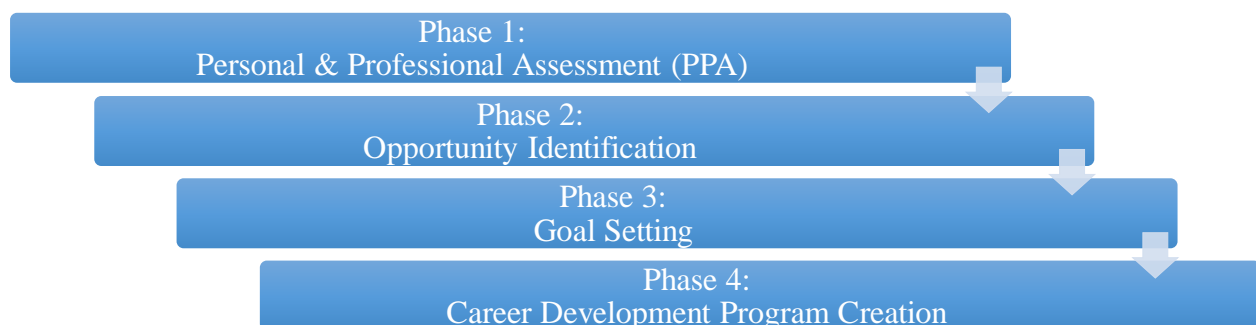 Phase 1:
Personal & Professional Assessment (PPA)
Phase 2:
Opportunity Identification
Phase 3:
Goal Setting
Phase 4:
Career Development Program Creation